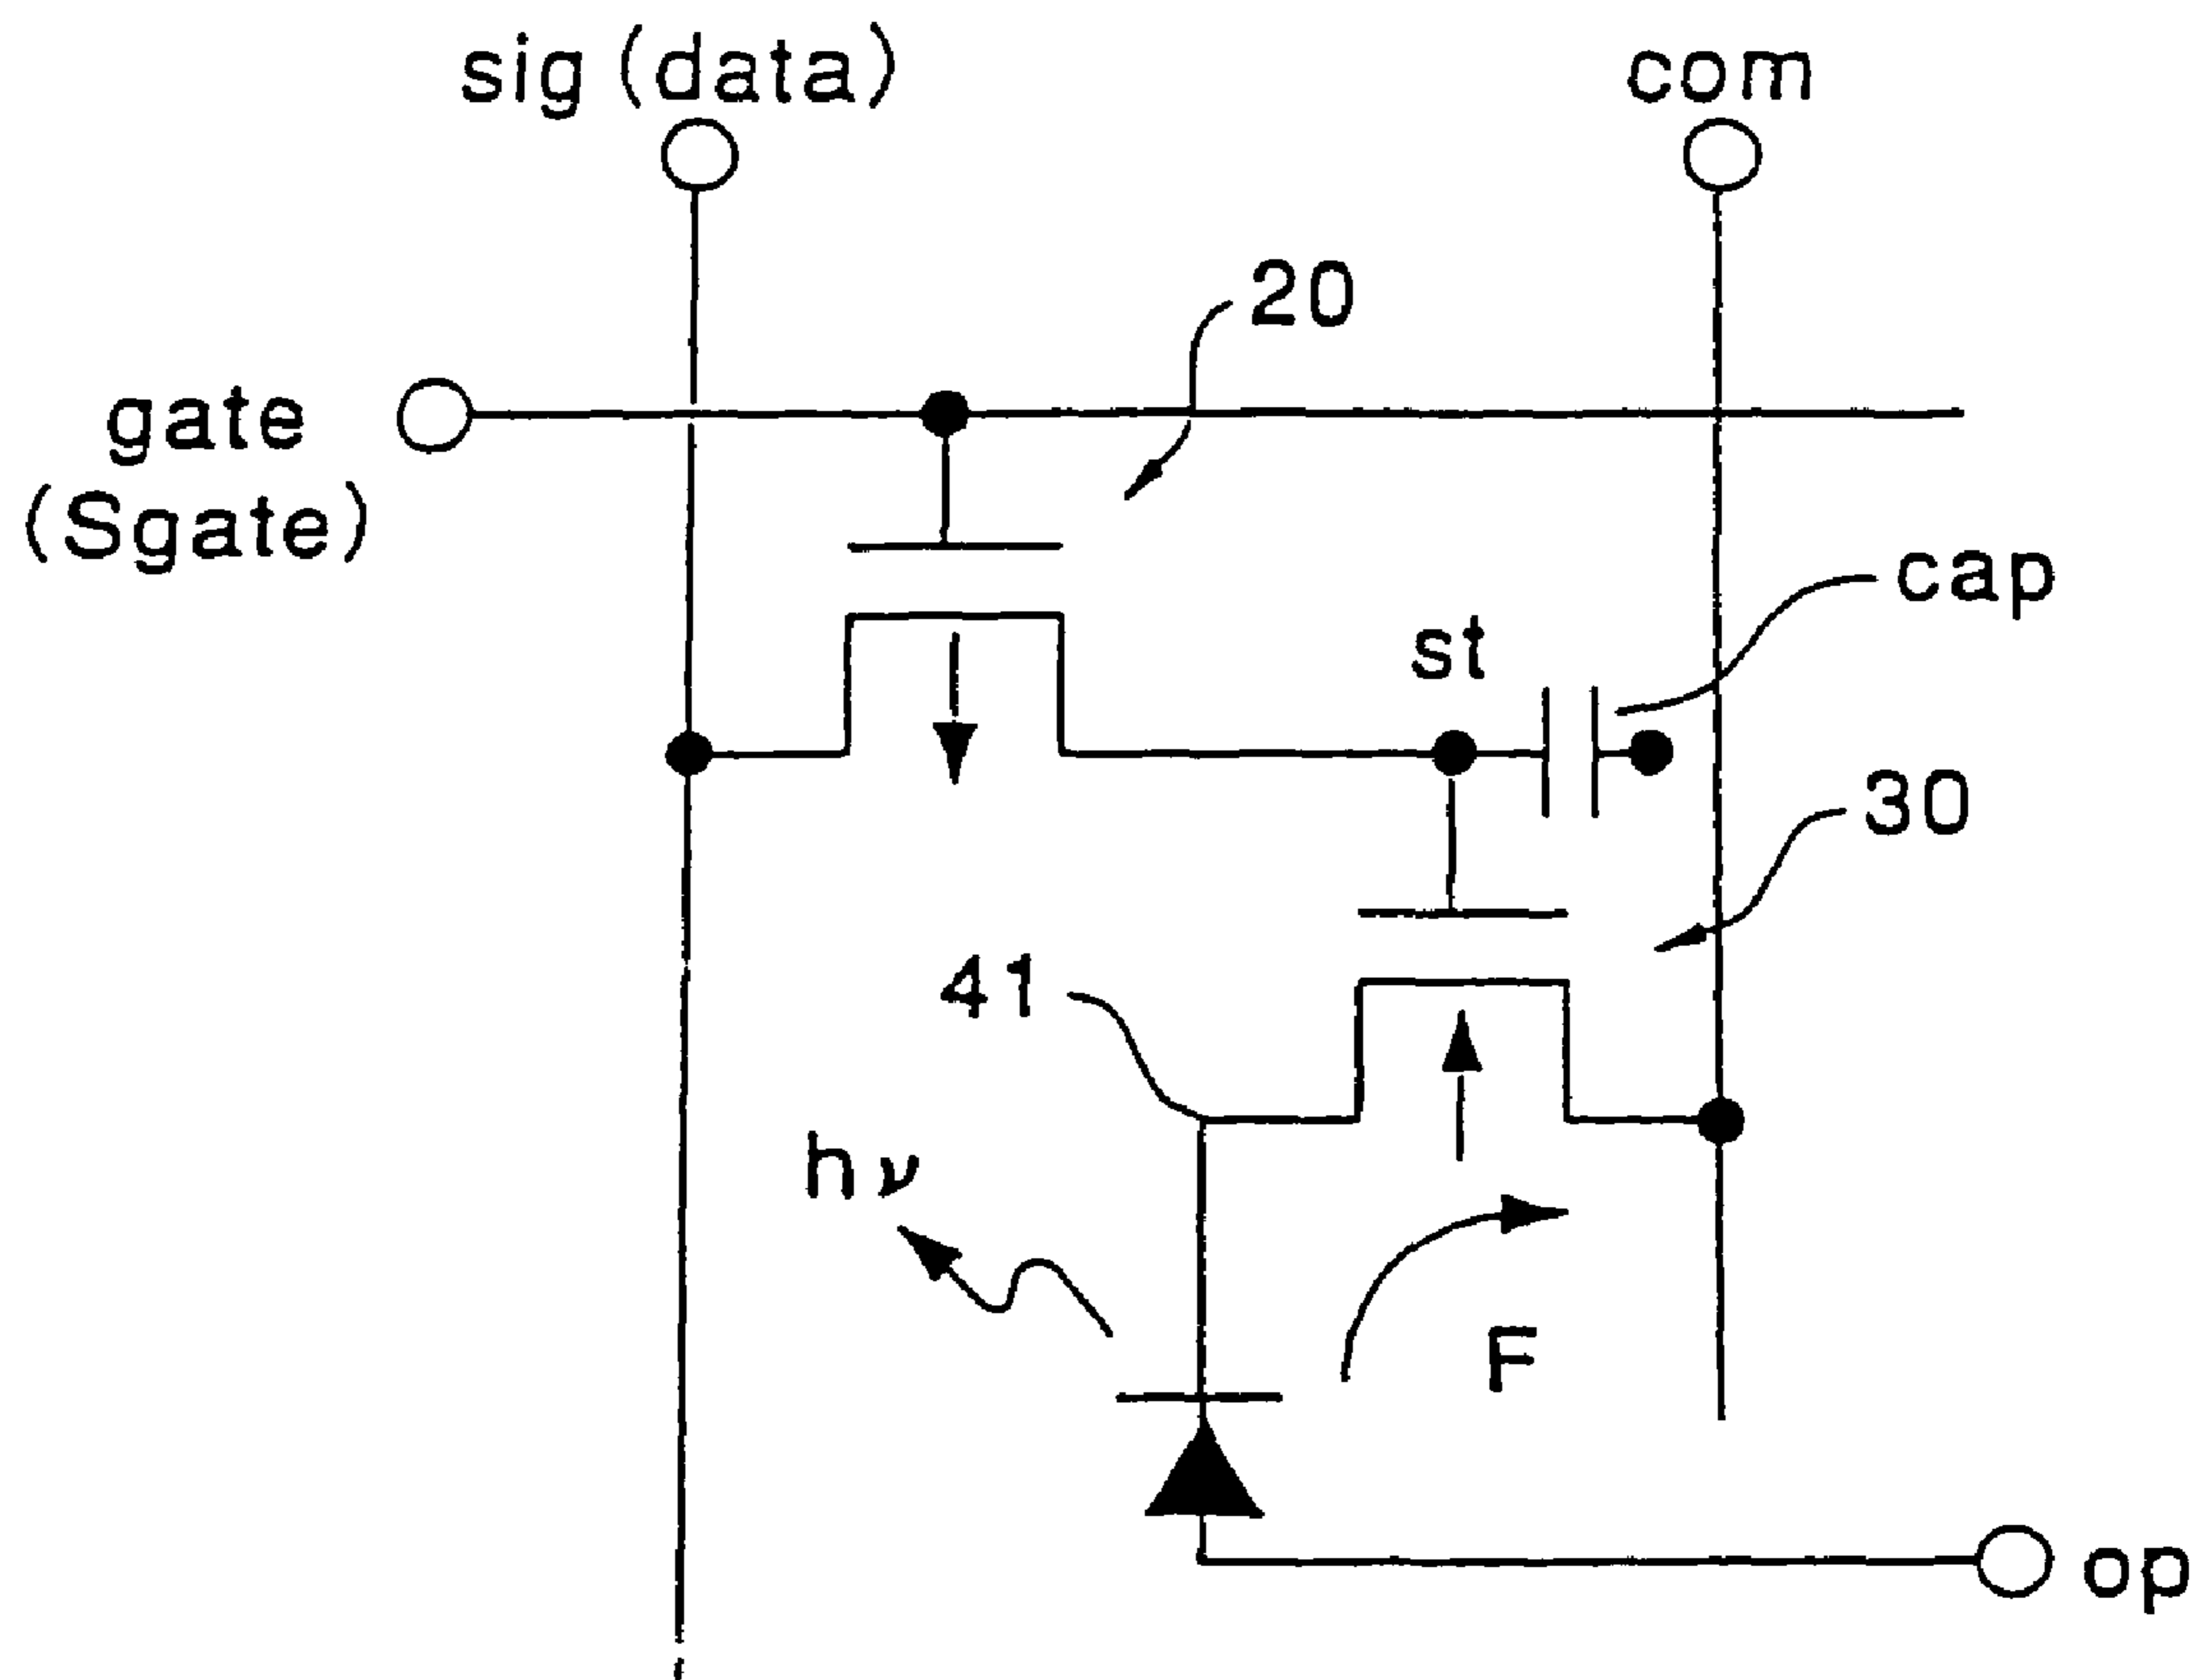 sig (data)
com
20
gate
(Sgate)
cap
st
30
41
hν
F
op